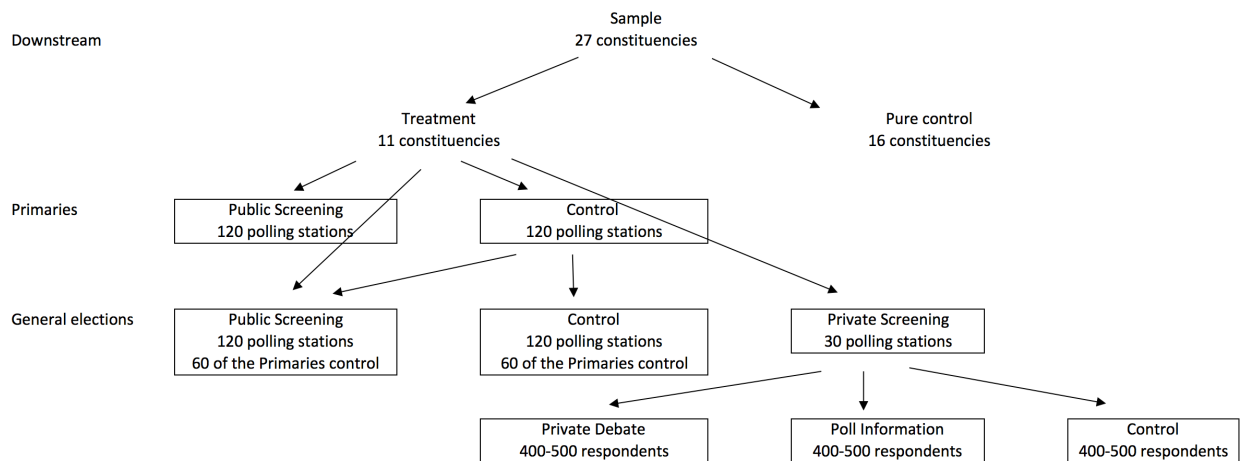 Sample
Downstream
27 constituencies
Treatment
11 constituencies
Pure control
16 constituencies
Primaries
Public Screening
120 polling stations
Control
120 polling stations
General elections
Public Screening
120 polling stations
60 of the Primaries control
Control
120 polling stations
60 of the Primaries control
Private Screening
30 polling stations
Private Debate
400-500 respondents
Poll Information
400-500 respondents
Control
400-500 respondents